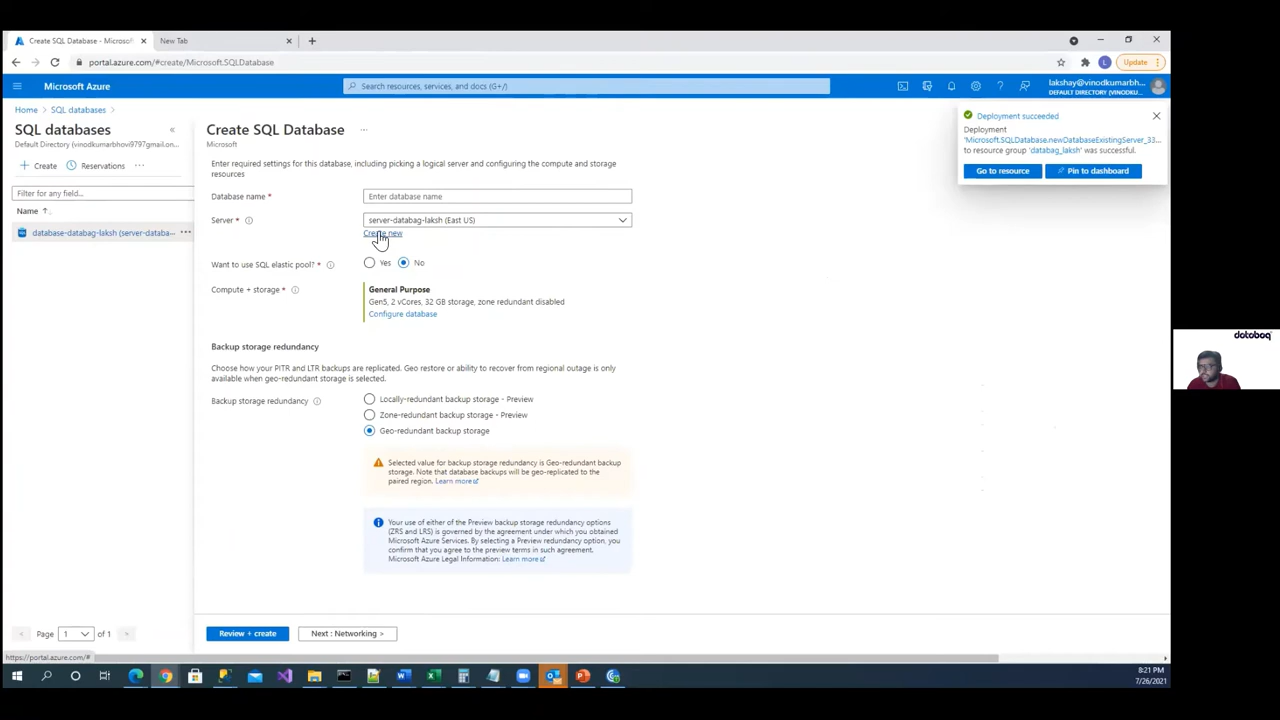 Create SQL Database - Microsof
New Tab
portal.azure.com/#create/Microsoft.SQLDatabase
Update
Microsoft Azure
Search resources, services, and docs (G+/)
lakshay@vinodkumarbh...
DEFAULT DIRECTORY (VINODKU...
Home > SQL databases >
SQL databases
Default Directory (vinodkumarbhovi9797gmail.on...
+ Create
Reservations
Filter for any field...
Name
database-databag-laksh (server-databa...
Page 1 of 1
https://portal.azure.com/#
Create SQL Database
Microsoft
Enter required settings for this database, including picking a logical server and configuring the compute and storage
resources
Database name *
Enter database name
Server *
server-databag-laksh (East US)
Create new
Want to use SQL elastic pool? *
Yes
No
Compute + storage *
General Purpose
Gen5, 2 vCores, 32 GB storage, zone redundant disabled
Configure database
Backup storage redundancy
Choose how your PITR and LTR backups are replicated. Geo restore or ability to recover from regional outage is only
available when geo-redundant storage is selected.
Backup storage redundancy
Locally-redundant backup storage - Preview
Zone-redundant backup storage - Preview
Geo-redundant backup storage
Selected value for backup storage redundancy is Geo-redundant backup
storage. Note that database backups will be geo-replicated to the
paired region. Learn more
Your use of either of the Preview backup storage redundancy options
(ZRS and LRS) is governed by the agreement under which you obtained
Microsoft Azure Services. By selecting a Preview redundancy option, you
confirm that you agree to the preview terms in such agreement.
Microsoft Azure Legal Information: Learn more
Review + create
Next : Networking >
Deployment succeeded
Deployment
'Microsoft.SQLDatabase.newDatabaseExistingServer_33...
to resource group 'databag_laksh' was successful.
Go to resource
Pin to dashboard
8:21 PM
7/26/2021